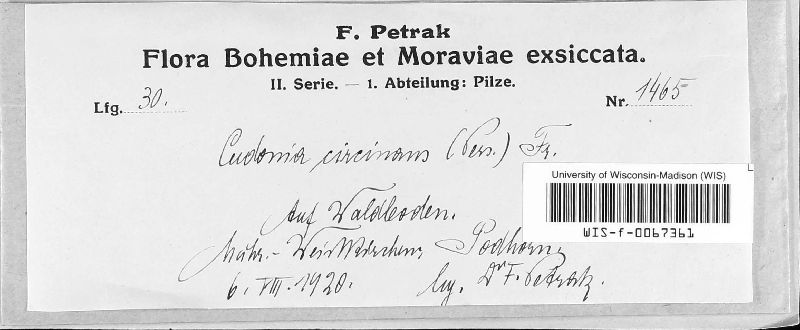 F. Petrak
Flora Bohemiae et Moraviae exsiccata.
II. Serie. — 1. Abteilung: Pilze.
Lfg. 30.
Nr. 1465
Cudonia circinans (Pers.) Fr.
Auf Waldboden.
Mähr.-Weisskirchen, Podhorn,
6. VIII. 1920. leg. Dr F. Petrak.
University of Wisconsin-Madison (WIS)
WIS-f-0067361